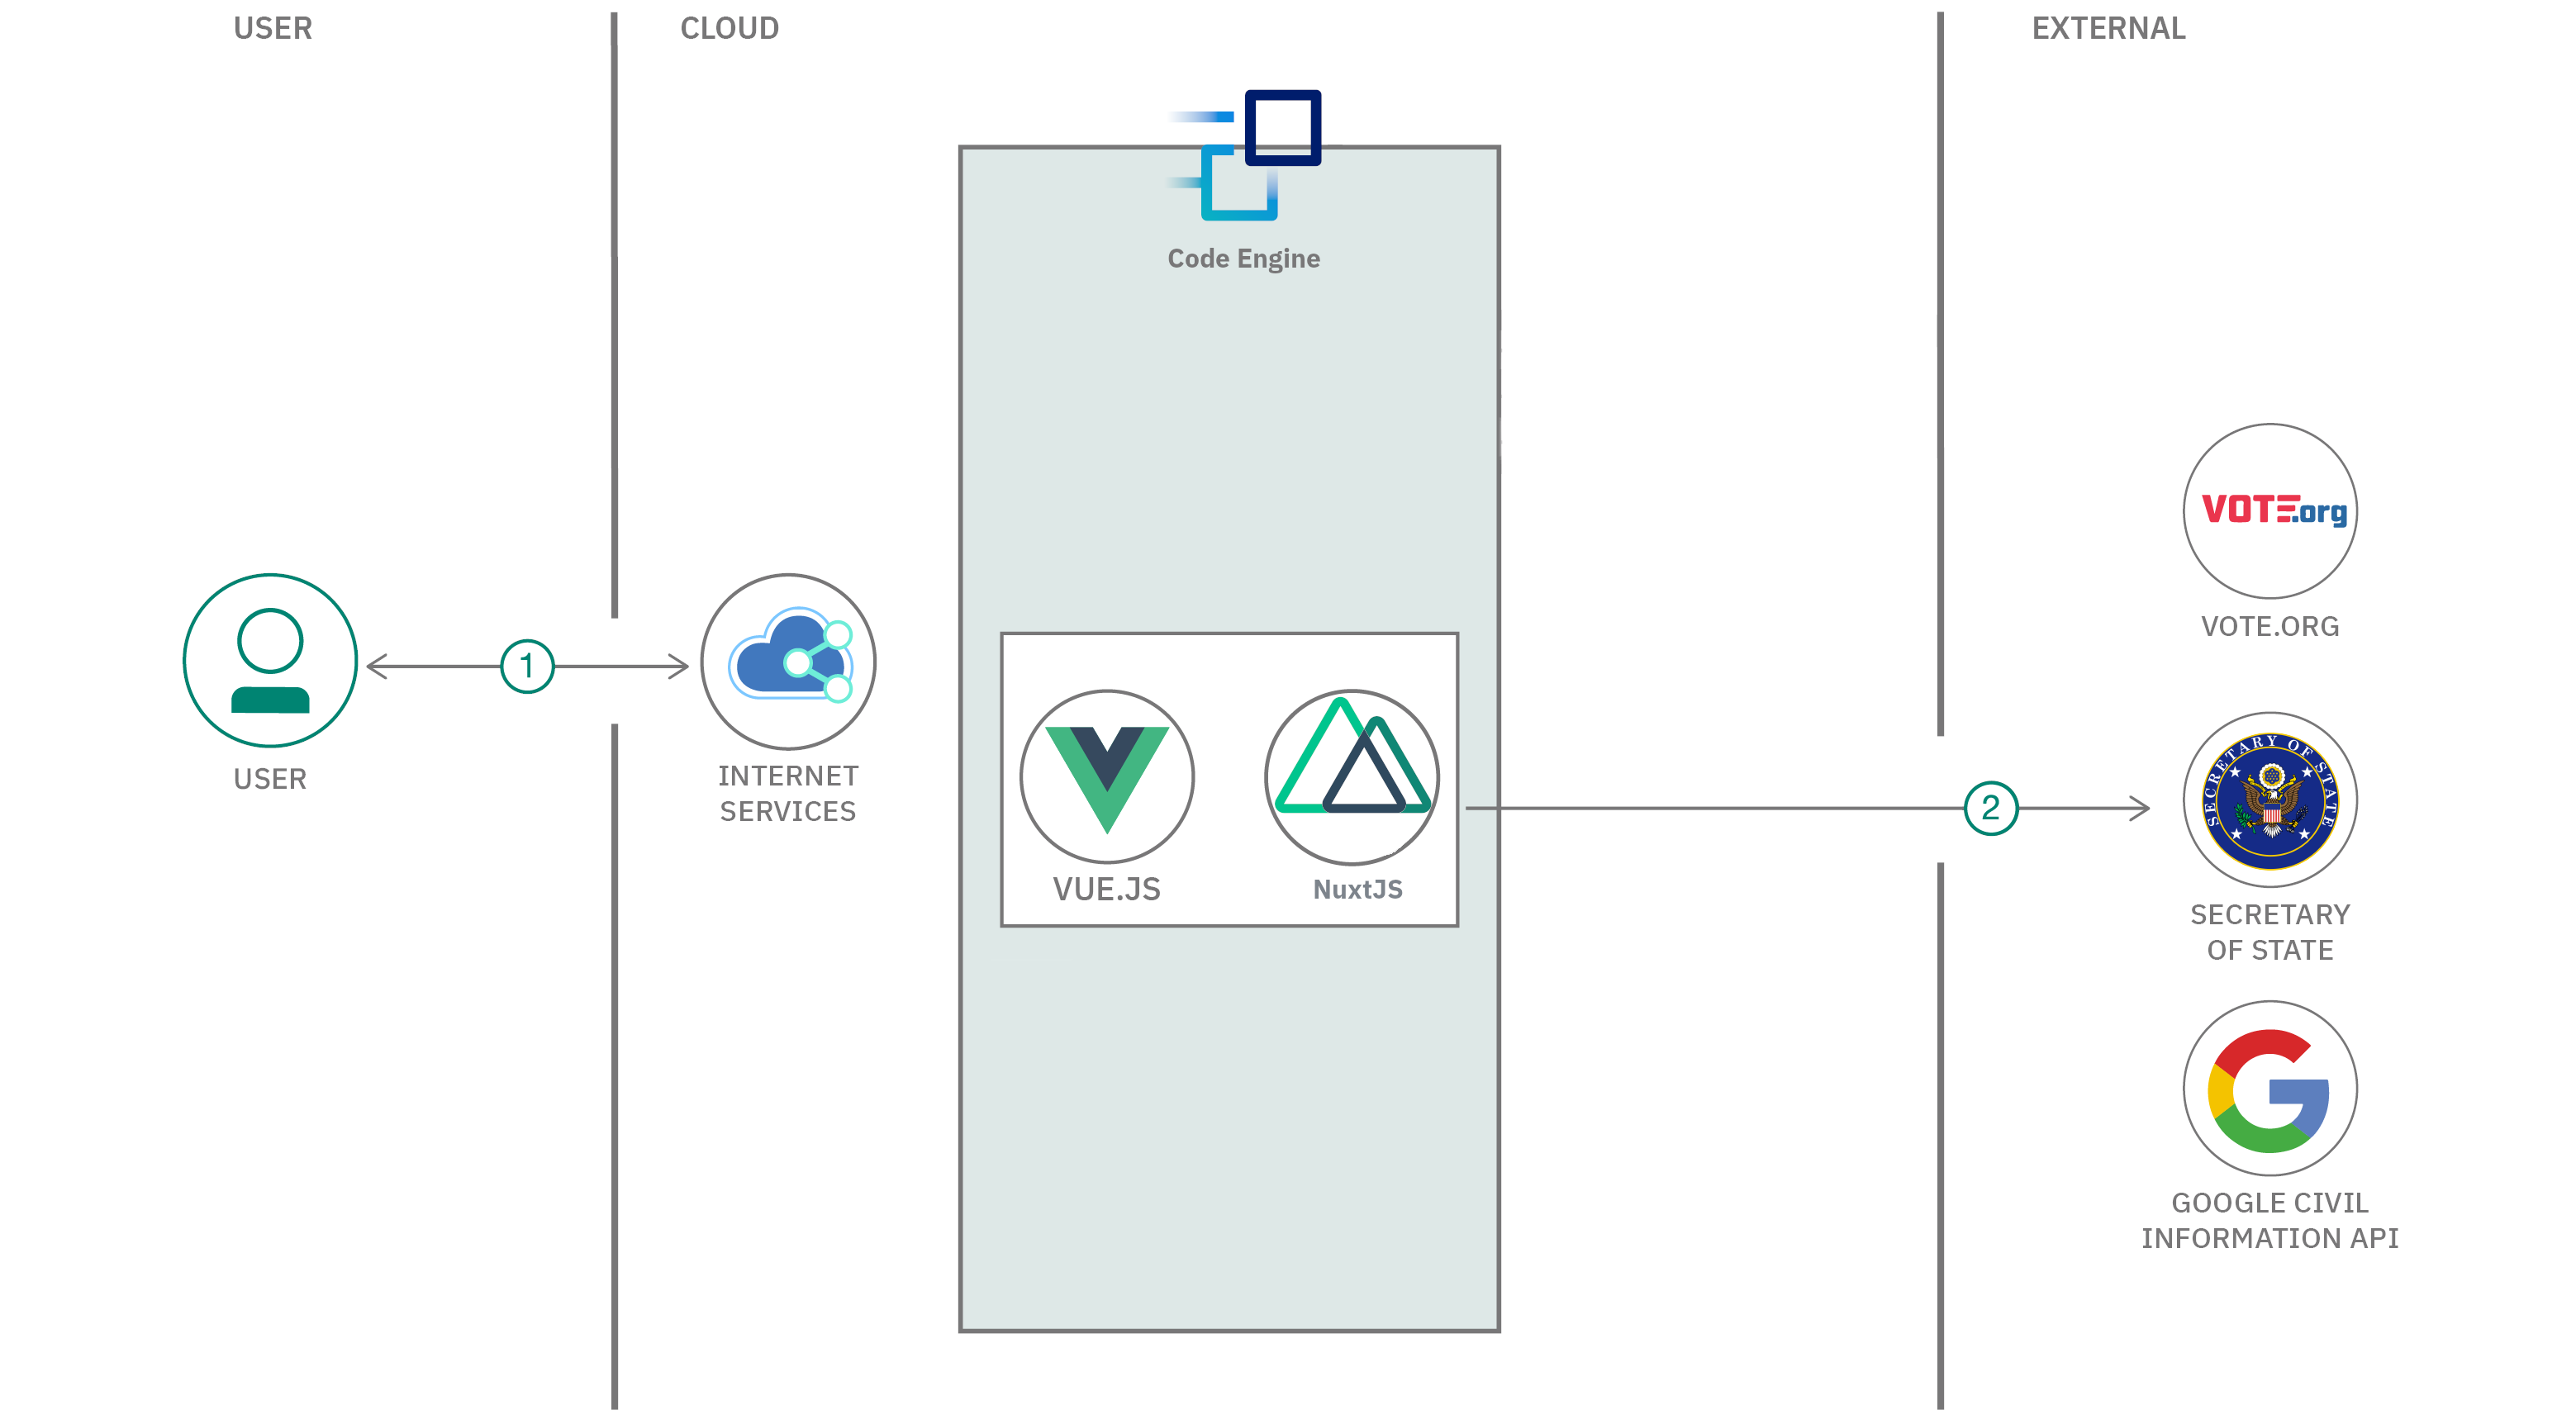 USER
CLOUD
EXTERNAL
Code Engine
VOTE.org
VOTE.ORG
1
USER
INTERNET
SERVICES
VUE.JS
NuxtJS
2
SECRETARY OF STATE
SECRETARY
OF STATE
GOOGLE CIVIL
INFORMATION API